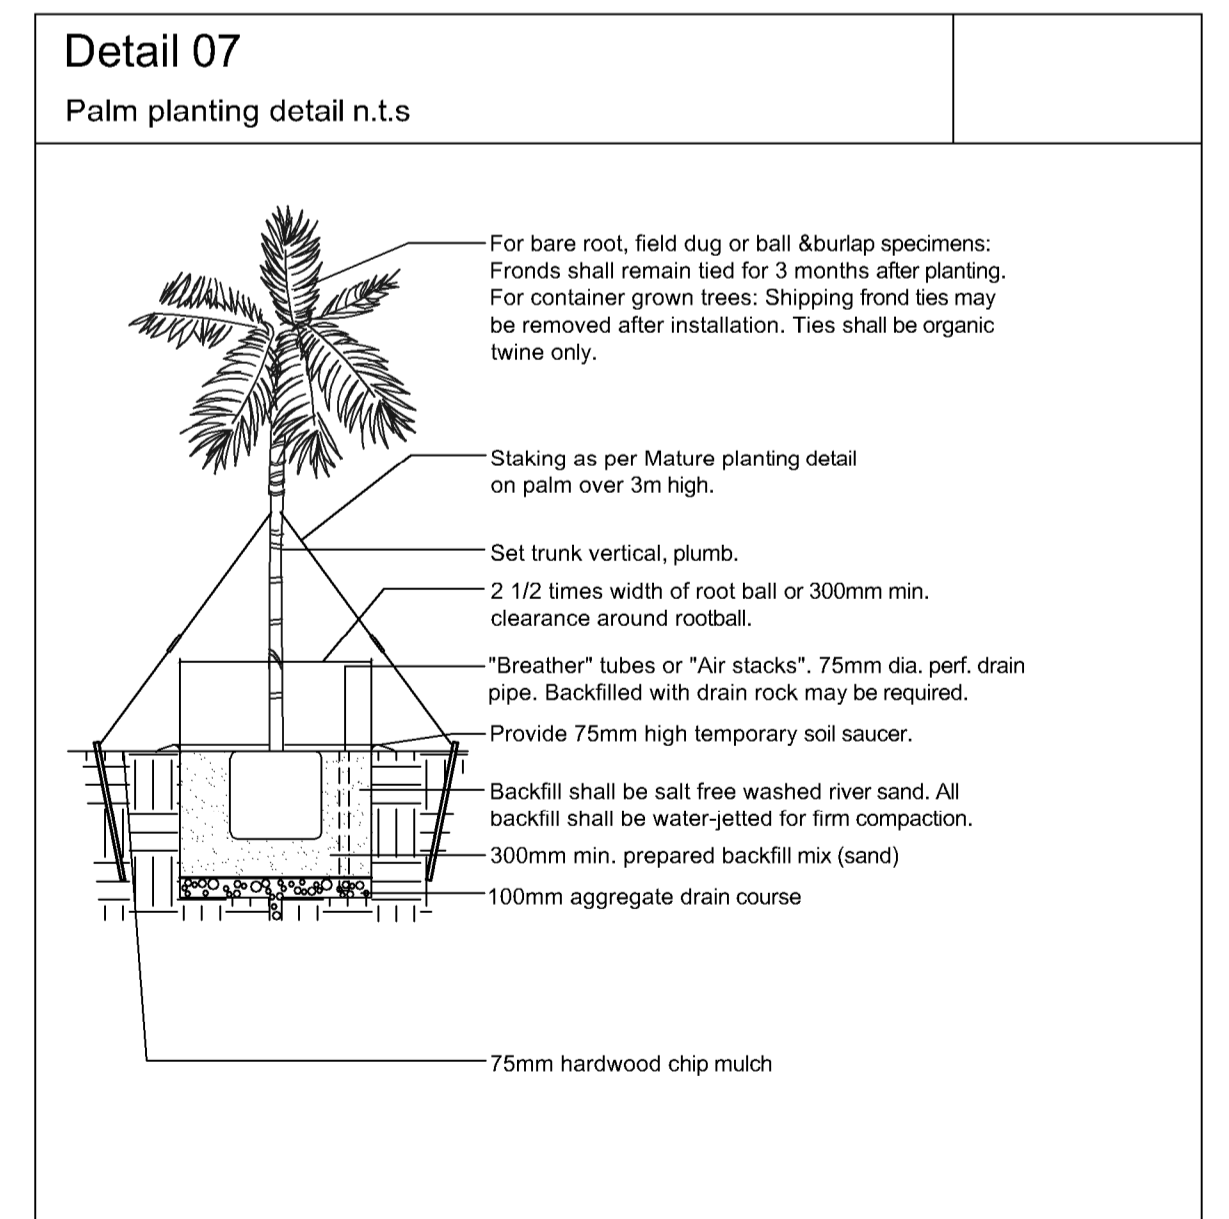 Detail 07
Palm planting detail n.t.s
For bare root, field dug or ball &burlap specimens:
Fronds shall remain tied for 3 months after planting.
For container grown trees: Shipping frond ties may
be removed after installation. Ties shall be organic
twine only.
Staking as per Mature planting detail
on palm over 3m high.
Set trunk vertical, plumb.
2 1/2 times width of root ball or 300mm min.
clearance around rootball.
"Breather" tubes or "Air stacks". 75mm dia. perf. drain
pipe. Backfilled with drain rock may be required.
Provide 75mm high temporary soil saucer.
Backfill shall be salt free washed river sand. All
backfill shall be water-jetted for firm compaction.
300mm min. prepared backfill mix (sand)
100mm aggregate drain course
75mm hardwood chip mulch